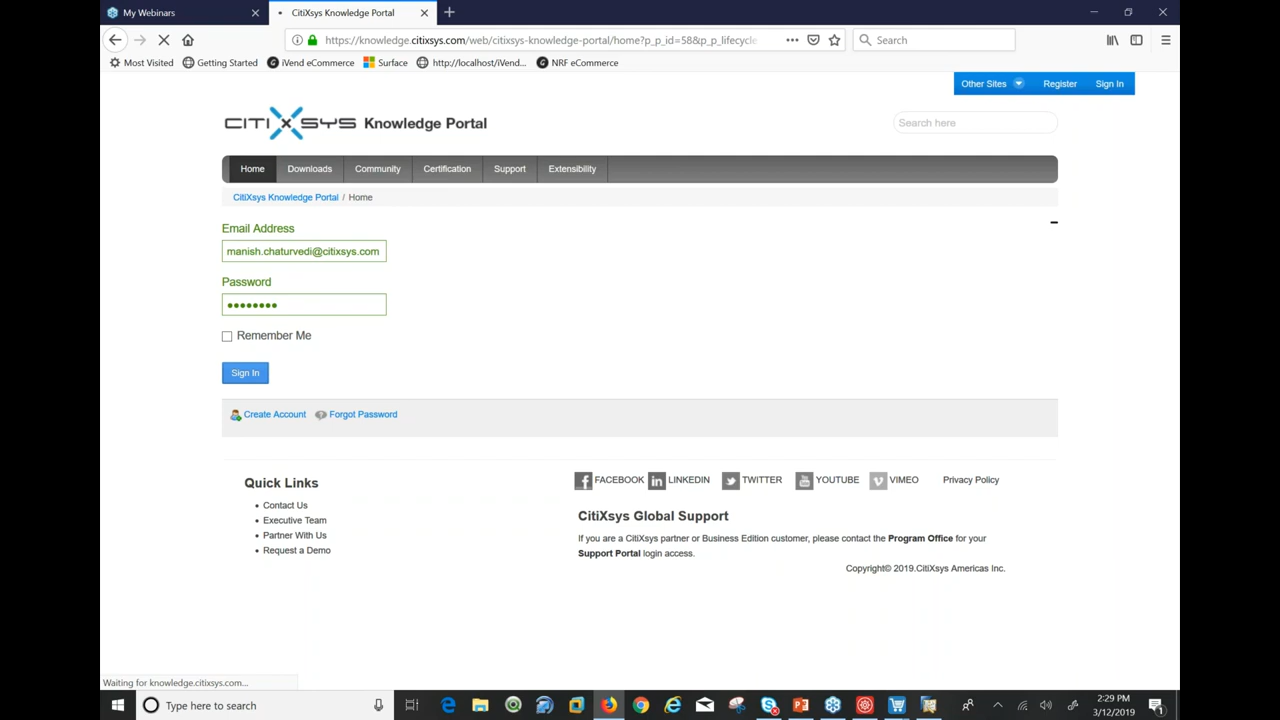 My Webinars
CitiXsys Knowledge Portal
https://knowledge.citixsys.com/web/citixsys-knowledge-portal/home?p_p_id=58&p_p_lifecycle
Search
Most Visited Getting Started iVend eCommerce Surface http://localhost/iVend... NRF eCommerce
Other Sites Register Sign In
CITIXSYS Knowledge Portal
Search here
Home Downloads Community Certification Support Extensibility
CitiXsys Knowledge Portal / Home
Email Address
manish.chaturvedi@citixsys.com
Password
Remember Me
Sign In
Create Account Forgot Password
Quick Links
Contact Us
Executive Team
Partner With Us
Request a Demo
FACEBOOK LINKEDIN TWITTER YOUTUBE VIMEO Privacy Policy
CitiXsys Global Support
If you are a CitiXsys partner or Business Edition customer, please contact the Program Office for your
Support Portal login access.
Copyright© 2019.CitiXsys Americas Inc.
Waiting for knowledge.citixsys.com...
Type here to search
2:29 PM
3/12/2019